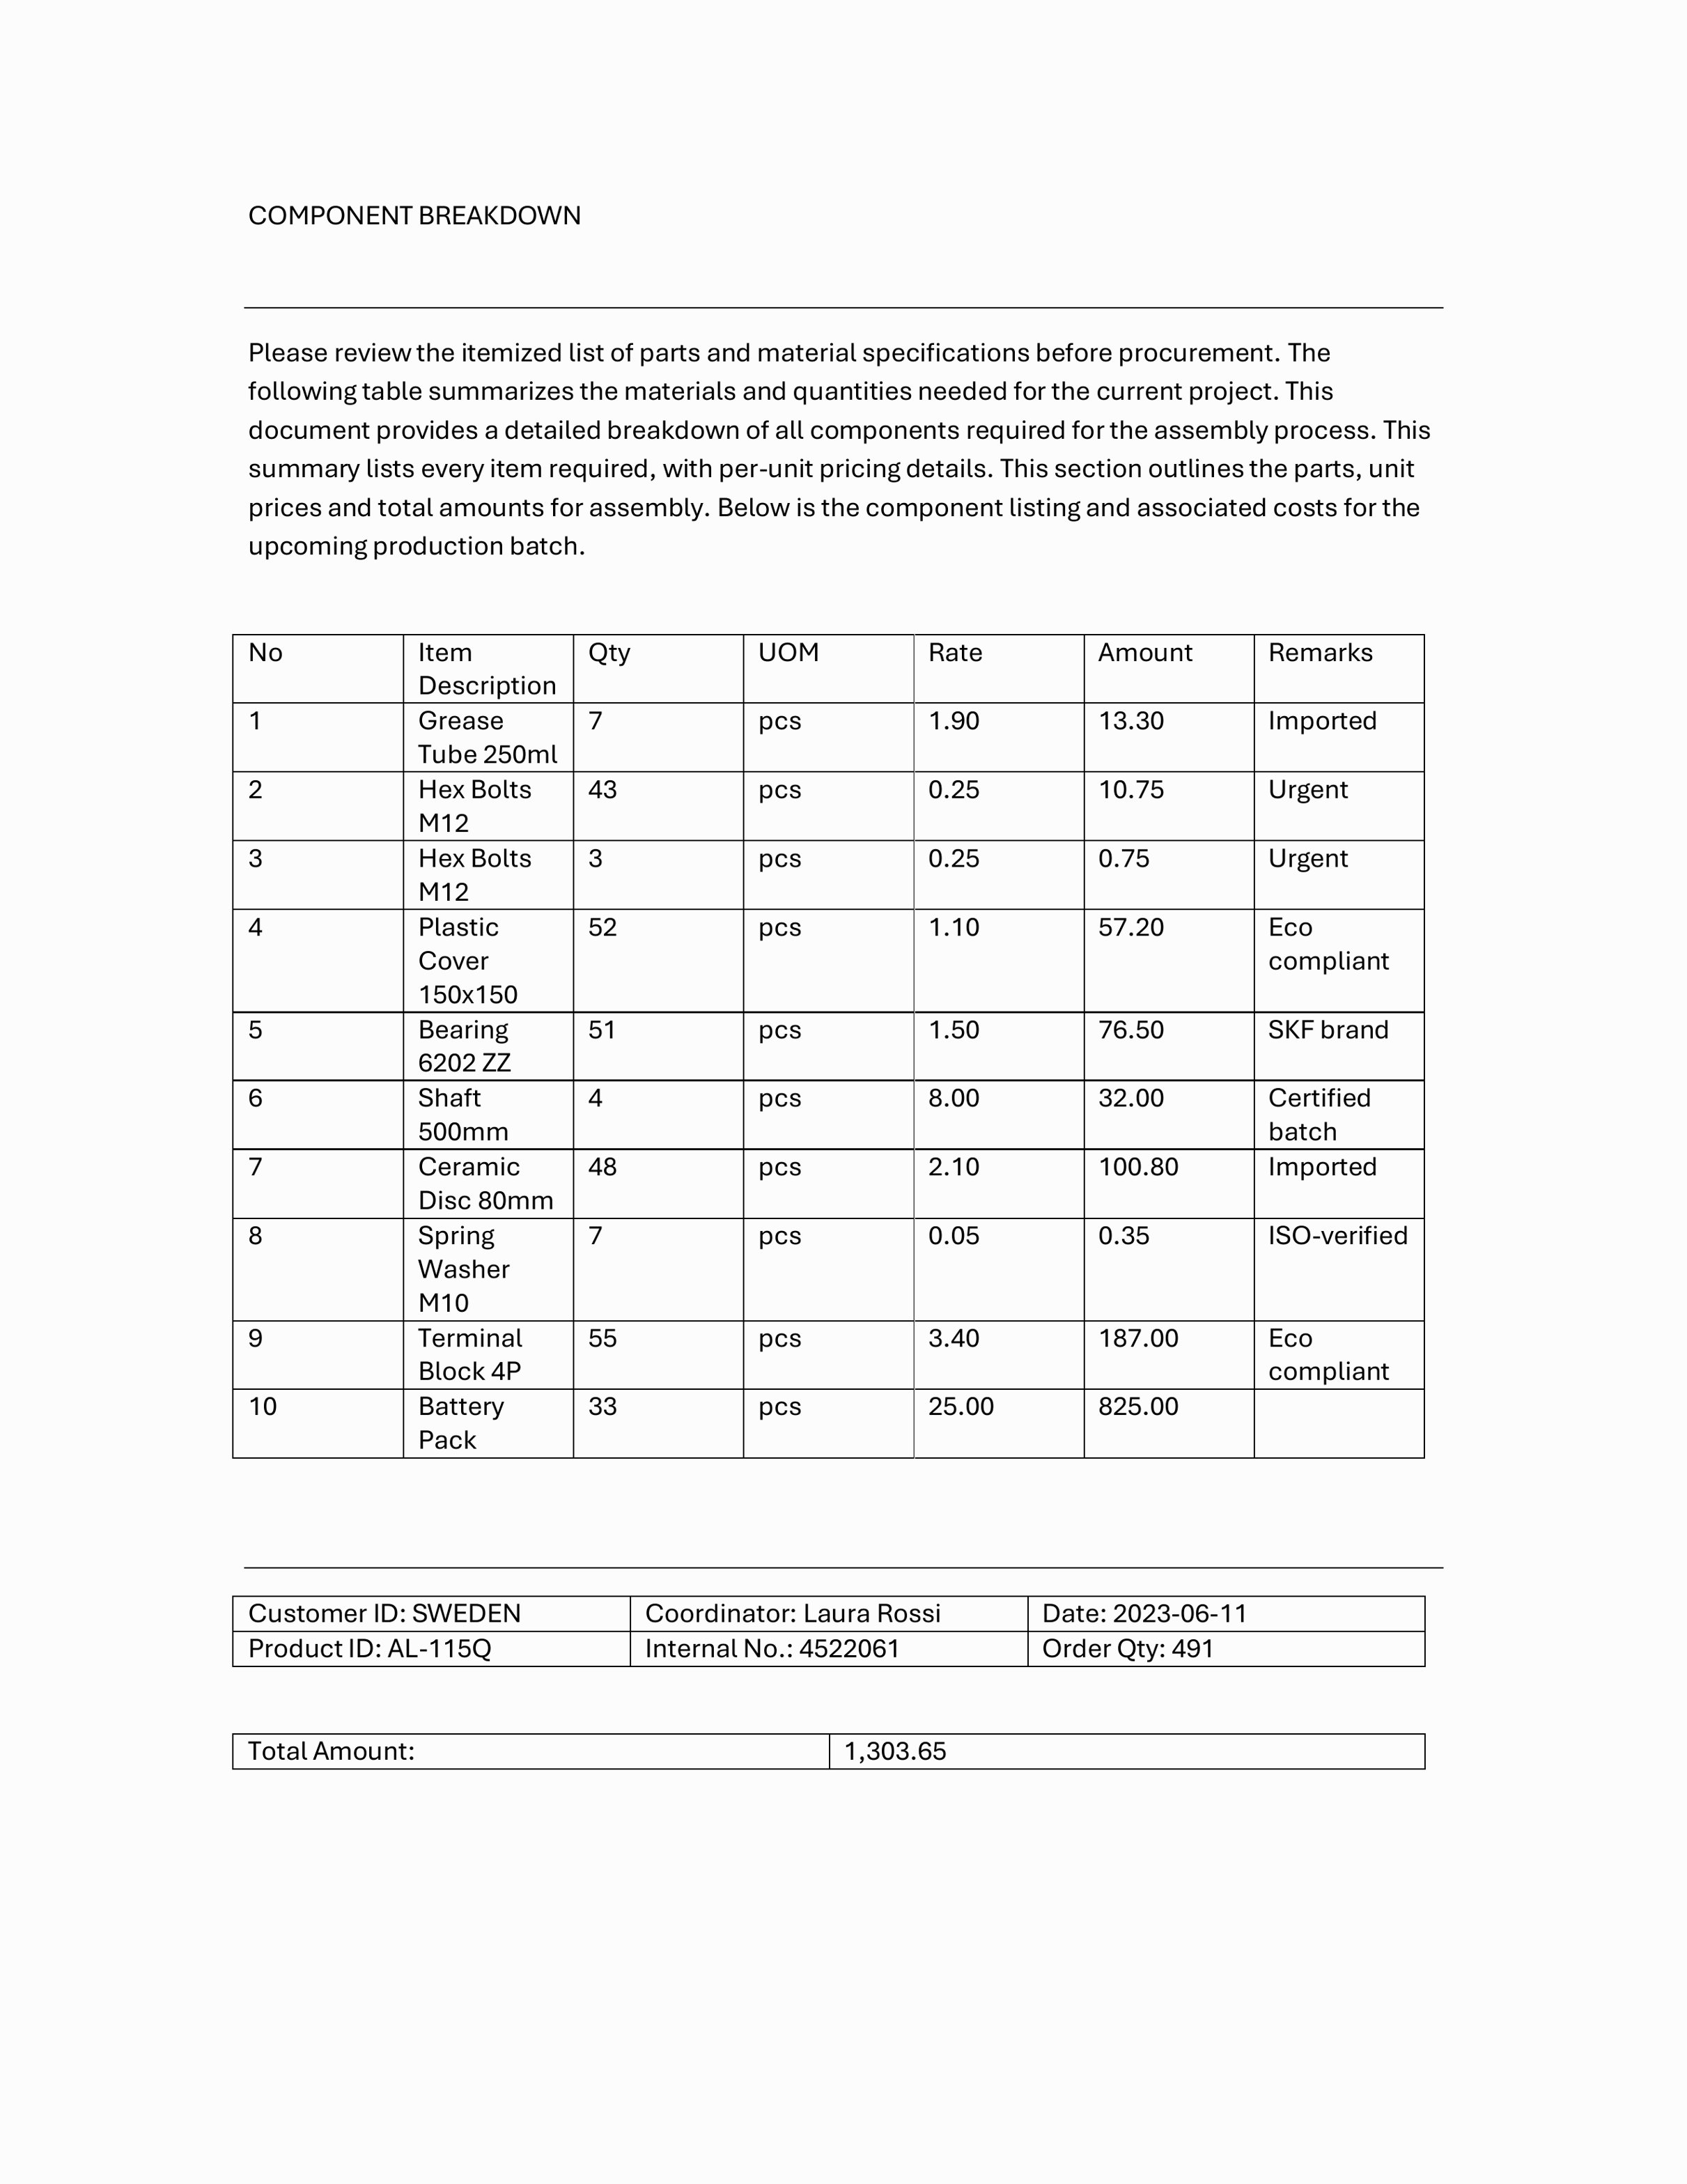 COMPONENT BREAKDOWN
Please review the itemized list of parts and material specifications before procurement. The
following table summarizes the materials and quantities needed for the current project. This
document provides a detailed breakdown of all components required for the assembly process. This
summary lists every item required, with per-unit pricing details. This section outlines the parts, unit
prices and total amounts for assembly. Below is the component listing and associated costs for the
upcoming production batch.
No Item Description Qty UOM Rate Amount Remarks
1 Grease Tube 250ml 7 pcs 1.90 13.30 Imported
2 Hex Bolts M12 43 pcs 0.25 10.75 Urgent
3 Hex Bolts M12 3 pcs 0.25 0.75 Urgent
4 Plastic Cover 150x150 52 pcs 1.10 57.20 Eco compliant
5 Bearing 6202 ZZ 51 pcs 1.50 76.50 SKF brand
6 Shaft 500mm 4 pcs 8.00 32.00 Certified batch
7 Ceramic Disc 80mm 48 pcs 2.10 100.80 Imported
8 Spring Washer M10 7 pcs 0.05 0.35 ISO-verified
9 Terminal Block 4P 55 pcs 3.40 187.00 Eco compliant
10 Battery Pack 33 pcs 25.00 825.00
Customer ID: SWEDEN Coordinator: Laura Rossi Date: 2023-06-11
Product ID: AL-115Q Internal No.: 4522061 Order Qty: 491
Total Amount: 1,303.65